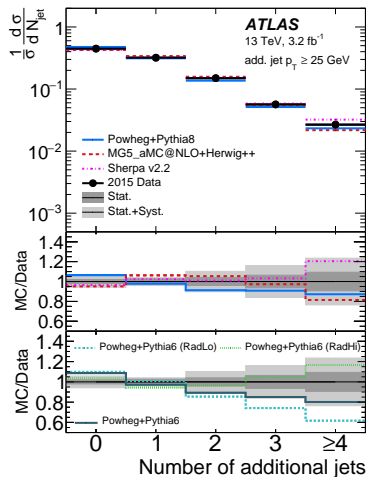 1/σ dσ/dN_jet
ATLAS
13 TeV, 3.2 fb⁻¹
add. jet p_T ≥ 25 GeV
1
10⁻¹
10⁻²
10⁻³
Powheg+Pythia8
MG5_aMC@NLO+Herwig++
Sherpa v2.2
2015 Data
Stat.
Stat.+Syst.
MC/Data
1.4
1.2
1
0.8
0.6
MC/Data
1.4
1.2
1.0
0.8
0.6
Powheg+Pythia6 (RadLo)
Powheg+Pythia6 (RadHi)
Powheg+Pythia6
0 1 2 3 ≥4
Number of additional jets